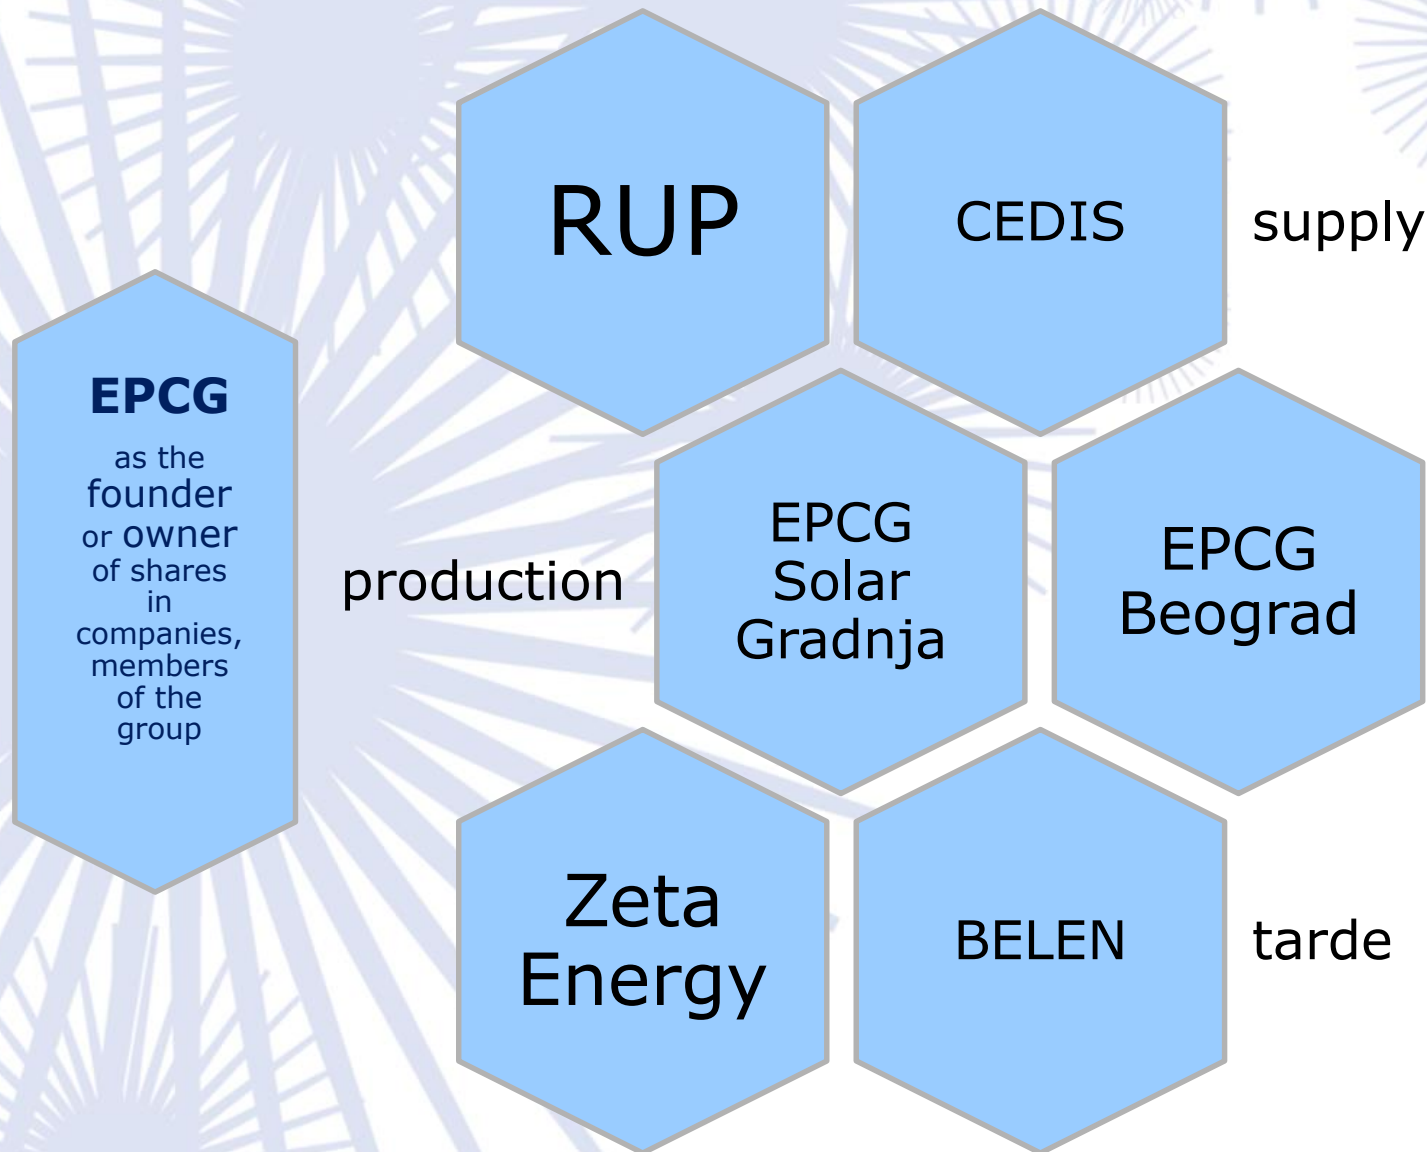 EPCG
as the
founder
or owner
of shares
in
companies,
members
of the
group
RUP
CEDIS
supply
production
EPCG
Solar
Gradnja
EPCG
Beograd
Zeta
Energy
BELEN
tarde